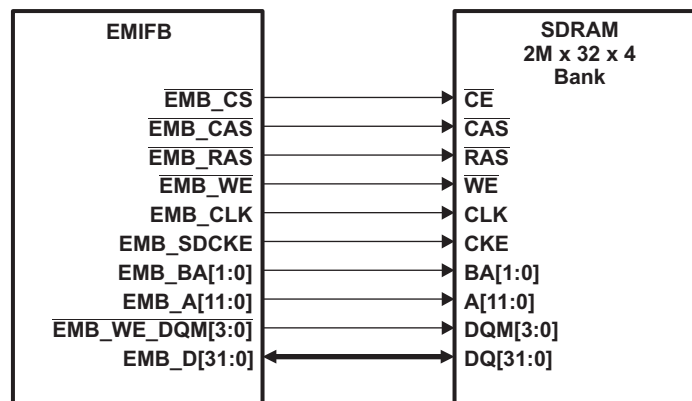 EMIFB
SDRAM
2M x 32 x 4
Bank
EMB_CS CE
EMB_CAS CAS
EMB_RAS RAS
EMB_WE WE
EMB_CLK CLK
EMB_SDCKE CKE
EMB_BA[1:0] BA[1:0]
EMB_A[11:0] A[11:0]
EMB_WE_DQM[3:0] DQM[3:0]
EMB_D[31:0] DQ[31:0]